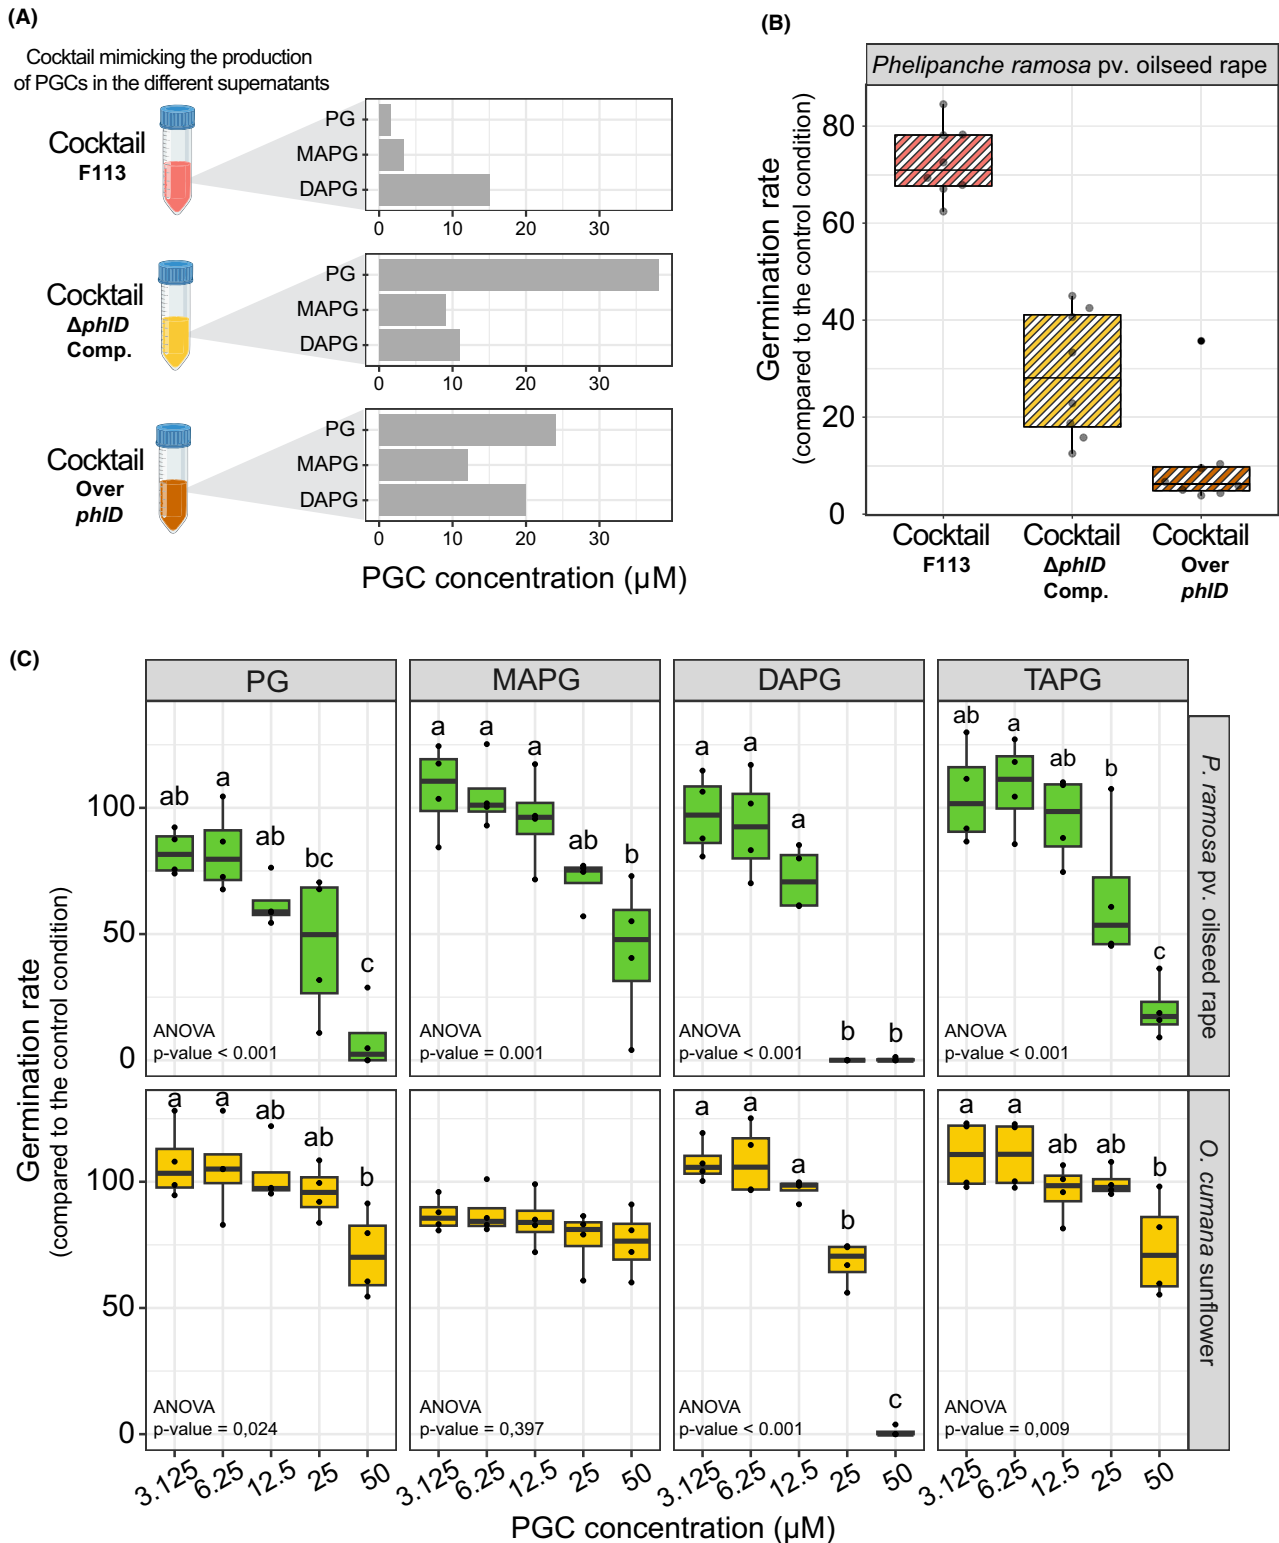 (A)
Cocktail mimicking the production
of PGCs in the different supernatants
Cocktail
F113
PG
MAPG
DAPG
0 10 20 30
Cocktail
ΔphlD
Comp.
PG
MAPG
DAPG
0 10 20 30
Cocktail
Over
phlD
PG
MAPG
DAPG
0 10 20 30
PGC concentration (µM)
(B)
Phelipanche ramosa pv. oilseed rape
Germination rate
(compared to the control condition)
80
60
40
20
0
Cocktail
F113
Cocktail
ΔphlD
Comp.
Cocktail
Over
phlD
(C)
PG MAPG DAPG TAPG
Germination rate
(compared to the control condition)
100
50
0
ab a ab bc c
ANOVA
p-value < 0.001
a a a ab b
ANOVA
p-value = 0.001
a a a b b
ANOVA
p-value < 0.001
ab a ab b c
ANOVA
p-value < 0.001
P. ramosa pv. oilseed rape
100
50
0
a a ab ab b
ANOVA
p-value = 0,024
ANOVA
p-value = 0,397
a a a b c
ANOVA
p-value < 0.001
a a ab ab b
ANOVA
p-value = 0,009
O. cumana sunflower
3.125 6.25 12.5 25 50
3.125 6.25 12.5 25 50
3.125 6.25 12.5 25 50
3.125 6.25 12.5 25 50
PGC concentration (µM)